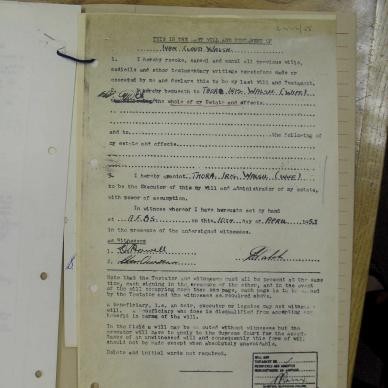 THIS IS THE LAST WILL AND TESTAMENT OF
IVON CLOUD WALSH
1. I hereby revoke, cancel and annul all previous wills,
codicils and other testamentary writings heretofore made or
executed by me and declare this to be my last Will and Testament.
I hereby bequeath to THORA IRIS WALSH (WIFE)
the following the whole of my Estate and effects.
and to the following of
my estate and effects.
2. I hereby appoint THORA IRIS WALSH (WIFE)
to be the Executor of this my Will and Administrator of my estate,
with power of assumption.
In witness whereof I have hereunto set my hand
at A.F.B.S. on this 10TH day of APRIL 1953
in the presence of the undersigned witnesses.
As Witnesses
1.
2.
Note that the Testator and witnesses must all be present at the same
time, each signing in the presence of the other, and in the event
of the will occupying more than one page, each page is to be signed
by the Testator and the witnesses as required above.
A Beneficiary, i.e. an heir, executor or legatee may not witness a
will. A beneficiary who does is disqualified from accepting any
benefit in terms of the will.
In the field a will may be executed without witnesses but the
executor will have to apply to the Supreme Court for the acceptance
of an unwitnessed will and consequently this form of will
should not be made except when absolutely unavoidable.
Delete and initial words not required.
WILL AND
TESTAMENT NO.